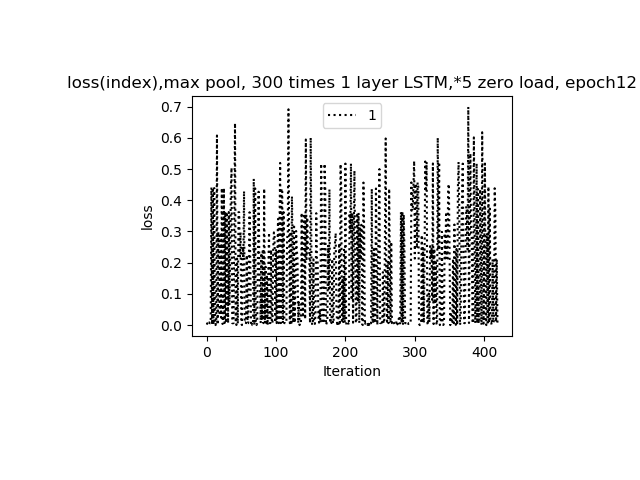 loss(index),max pool, 300 times 1 layer LSTM,*5 zero load, epoch12
1
0.7
0.6
0.5
0.4
0.3
0.2
0.1
0.0
loss
0 100 200 300 400
Iteration